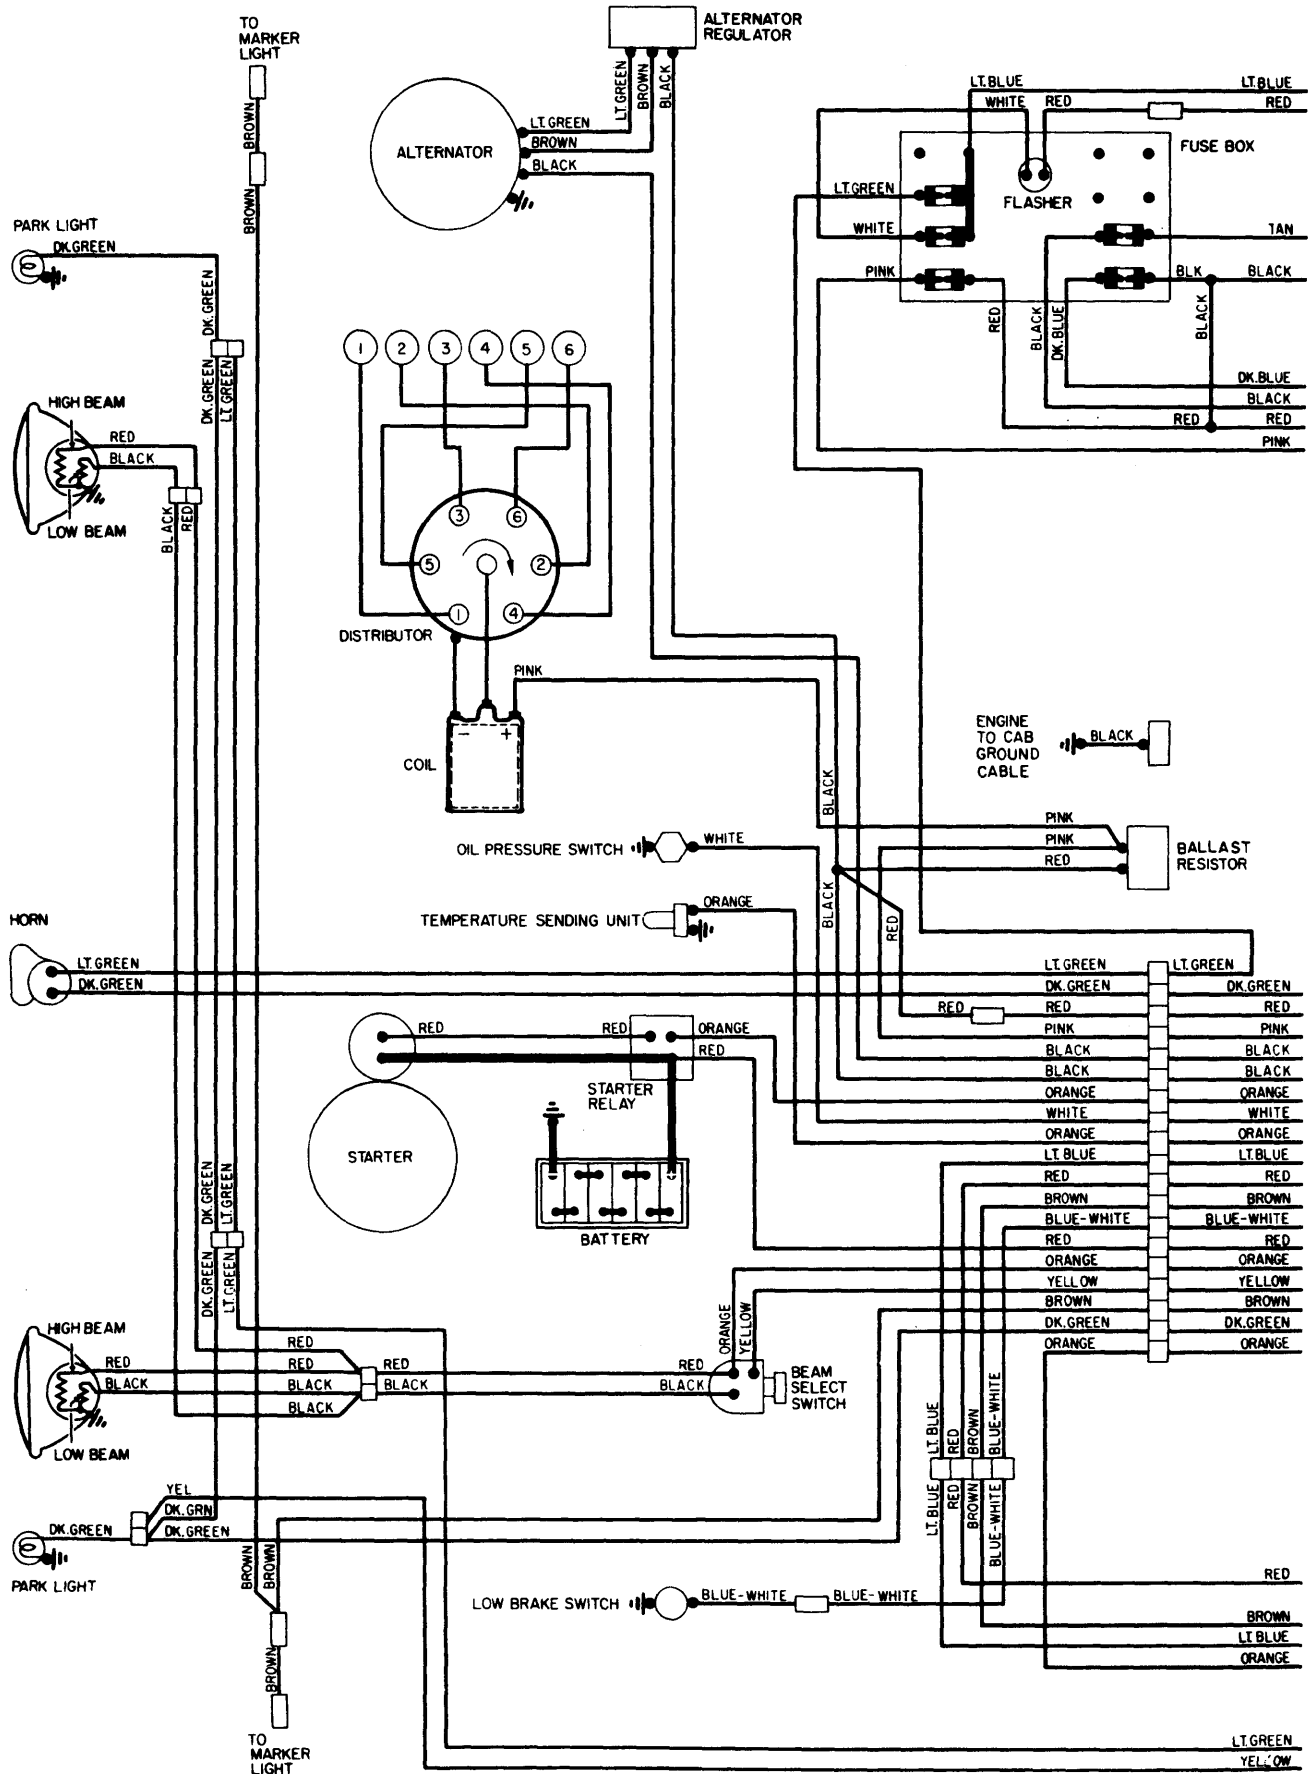 TO
MARKER
LIGHT
BROWN
BROWN
ALTERNATOR
REGULATOR
LT.GREEN
BROWN
BLACK
ALTERNATOR
LT.GREEN
BROWN
BLACK
LT.BLUE
LT.BLUE
WHITE
RED
RED
FUSE BOX
FLASHER
LT.GREEN
WHITE
TAN
PINK
BLK
BLACK
RED
BLACK
DK.BLUE
BLACK
DK.BLUE
BLACK
RED
RED
PINK
PARK LIGHT
DK.GREEN
DK.GREEN
DK.GREEN
LT.GREEN
1
2
3
4
5
6
HIGH BEAM
RED
BLACK
LOW BEAM
BLACK
RED
3
6
5
2
1
4
DISTRIBUTOR
PINK
-
+
COIL
ENGINE
TO CAB
GROUND
CABLE
BLACK
BLACK
PINK
PINK
RED
BALLAST
RESISTOR
OIL PRESSURE SWITCH
WHITE
TEMPERATURE SENDING UNIT
ORANGE
BLACK
RED
HORN
LT.GREEN
DK.GREEN
LT.GREEN
LT.GREEN
DK.GREEN
DK.GREEN
RED
RED
RED
PINK
PINK
BLACK
BLACK
BLACK
BLACK
ORANGE
ORANGE
WHITE
WHITE
ORANGE
ORANGE
LT.BLUE
LT.BLUE
RED
RED
BROWN
BROWN
BLUE-WHITE
BLUE-WHITE
RED
RED
ORANGE
ORANGE
YELLOW
YELLOW
BROWN
BROWN
DK.GREEN
DK.GREEN
ORANGE
ORANGE
RED
RED
ORANGE
RED
STARTER
RELAY
STARTER
BATTERY
DK.GREEN
LT.GREEN
DK.GREEN
LT.GREEN
HIGH BEAM
RED
BLACK
LOW BEAM
RED
RED
BLACK
BLACK
RED
BLACK
RED
BLACK
ORANGE
YELLOW
BEAM
SELECT
SWITCH
LT.BLUE
RED
BROWN
BLUE-WHITE
LT.BLUE
RED
BROWN
BLUE-WHITE
YEL
DK.GRN
DK.GREEN
DK.GREEN
PARK LIGHT
BROWN
BROWN
BROWN
LOW BRAKE SWITCH
BLUE-WHITE
BLUE-WHITE
RED
BROWN
LT.BLUE
ORANGE
TO
MARKER
LIGHT
LT.GREEN
YELLOW